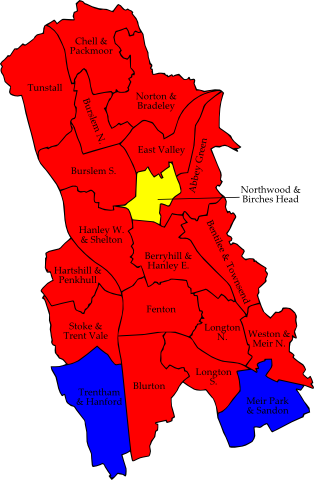 Chell &
Packmoor
Tunstall
Burslem N.
Norton &
Bradeley
East Valley
Abbey Green
Burslem S.
Northwood &
Birches Head
Hanley W.
& Shelton
Berryhill &
Hanley E.
Bentilee & Townsend
Hartshill &
Penkhull
Fenton
Stoke &
Trent Vale
Longton
N.
Weston &
Meir N.
Longton
S.
Blurton
Trentham
& Hanford
Meir Park
& Sandon